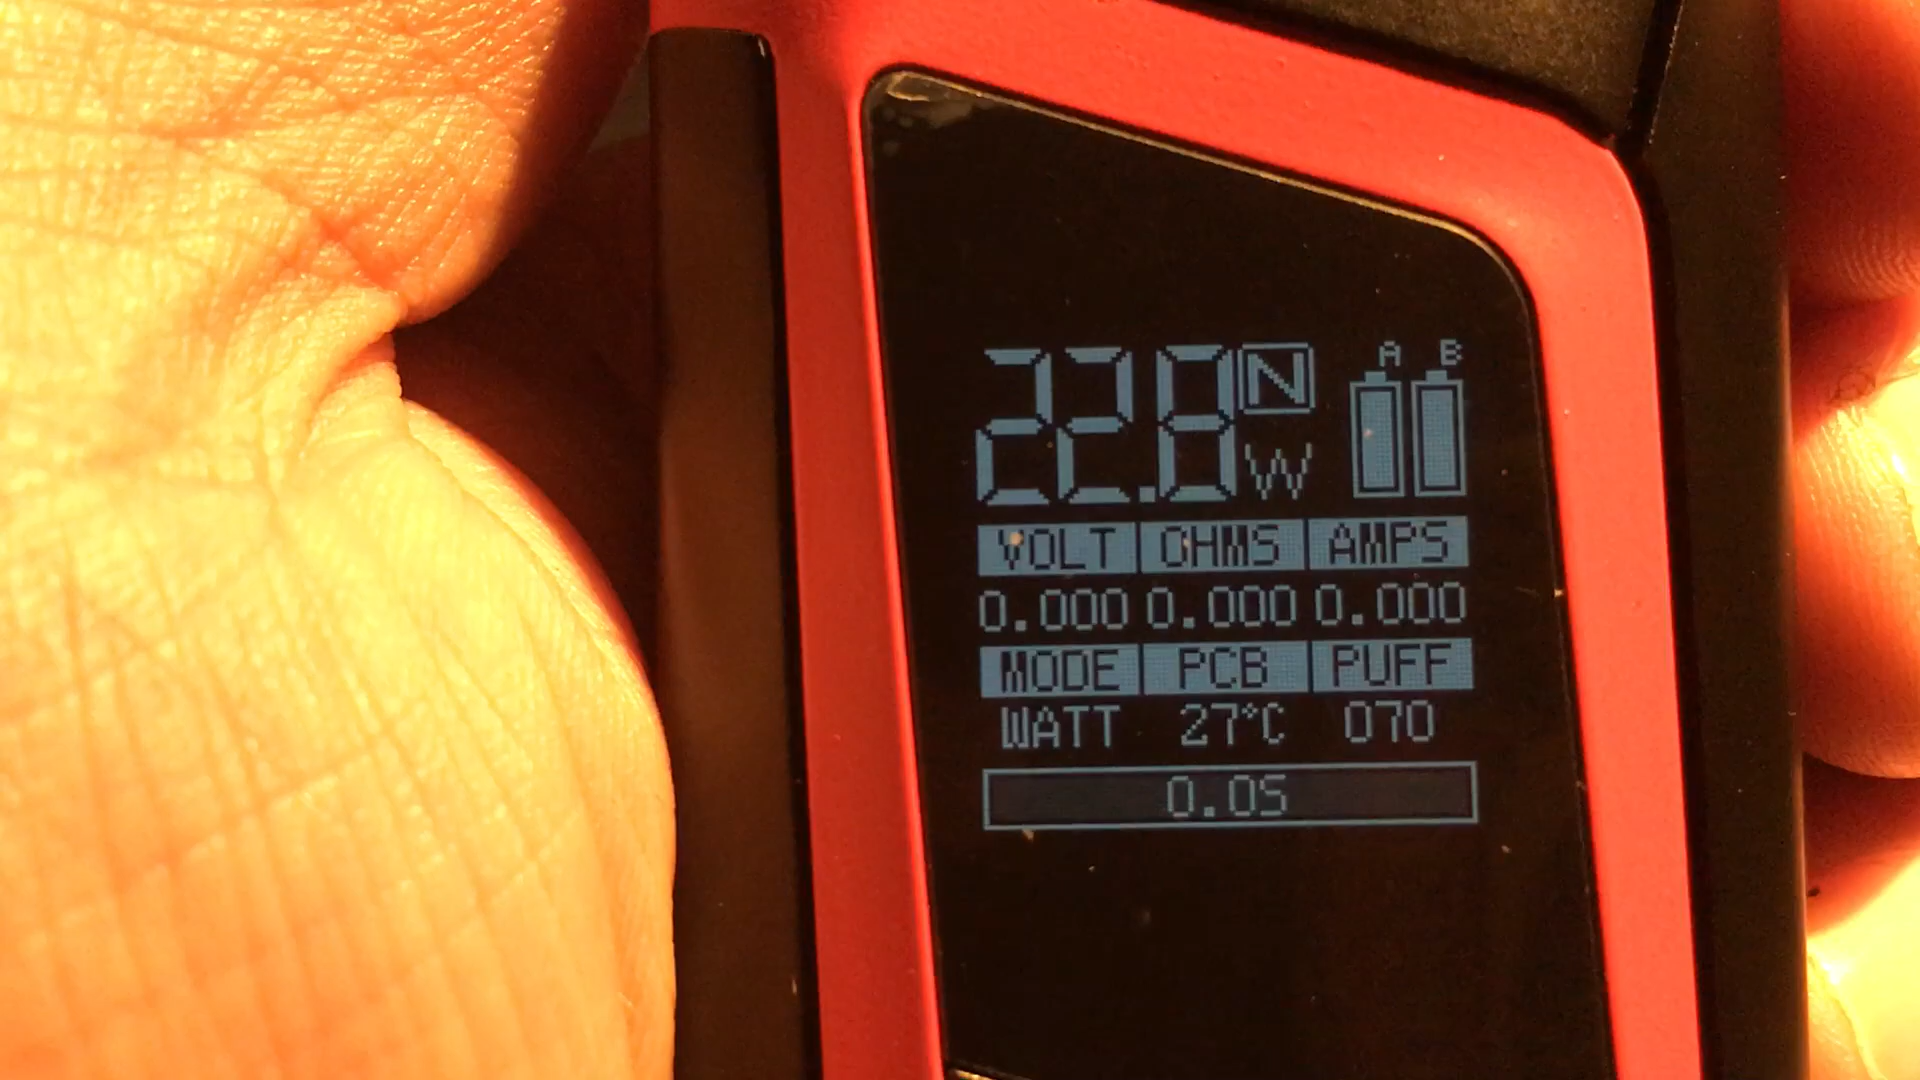 22.8 N W A B
VOLT OHMS AMPS
0.000 0.000 0.000
MODE PCB PUFF
WATT 27°C 070
0.0S